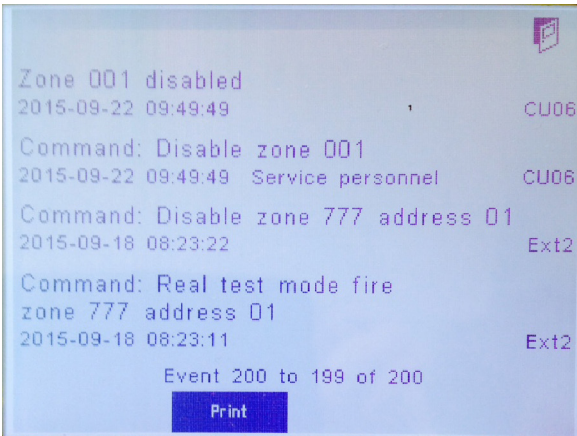 Zone 001 disabled
2015-09-22 09:49:49 CU06
Command: Disable zone 001
2015-09-22 09:49:49 Service personnel CU06
Command: Disable zone 777 address 01
2015-09-18 08:23:22 Ext2
Command: Real test mode fire
zone 777 address 01
2015-09-18 08:23:11 Ext2
Event 200 to 199 of 200
Print